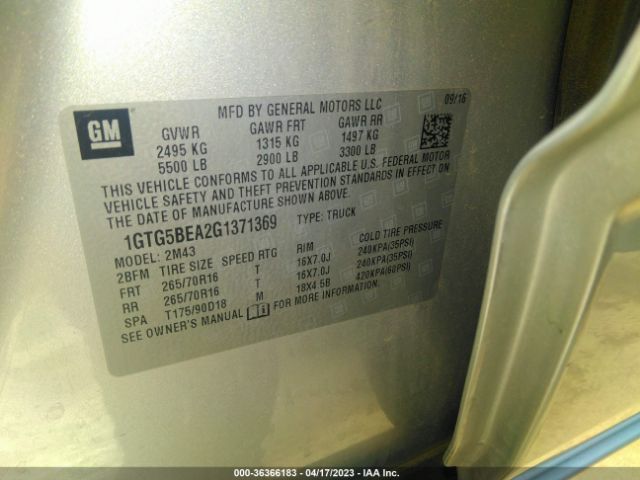 MFD BY GENERAL MOTORS LLC 09/16
GM
GVWR GAWR FRT GAWR RR
2495 KG 1315 KG 1497 KG
5500 LB 2900 LB 3300 LB
THIS VEHICLE CONFORMS TO ALL APPLICABLE U.S. FEDERAL MOTOR
VEHICLE SAFETY AND THEFT PREVENTION STANDARDS IN EFFECT ON
THE DATE OF MANUFACTURE SHOWN ABOVE.
1GTG5BEA2G1371369 TYPE: TRUCK
MODEL: 2M43
2BFM TIRE SIZE SPEED RTG RIM COLD TIRE PRESSURE
FRT 265/70R16 T 16X7.0J 240KPA(35PSI)
RR 265/70R16 T 16X7.0J 240KPA(35PSI)
SPA T175/90D18 M 18X4.5B 420KPA(60PSI)
SEE OWNER'S MANUAL FOR MORE INFORMATION.
000-36366183 - 04/17/2023 - IAA Inc.